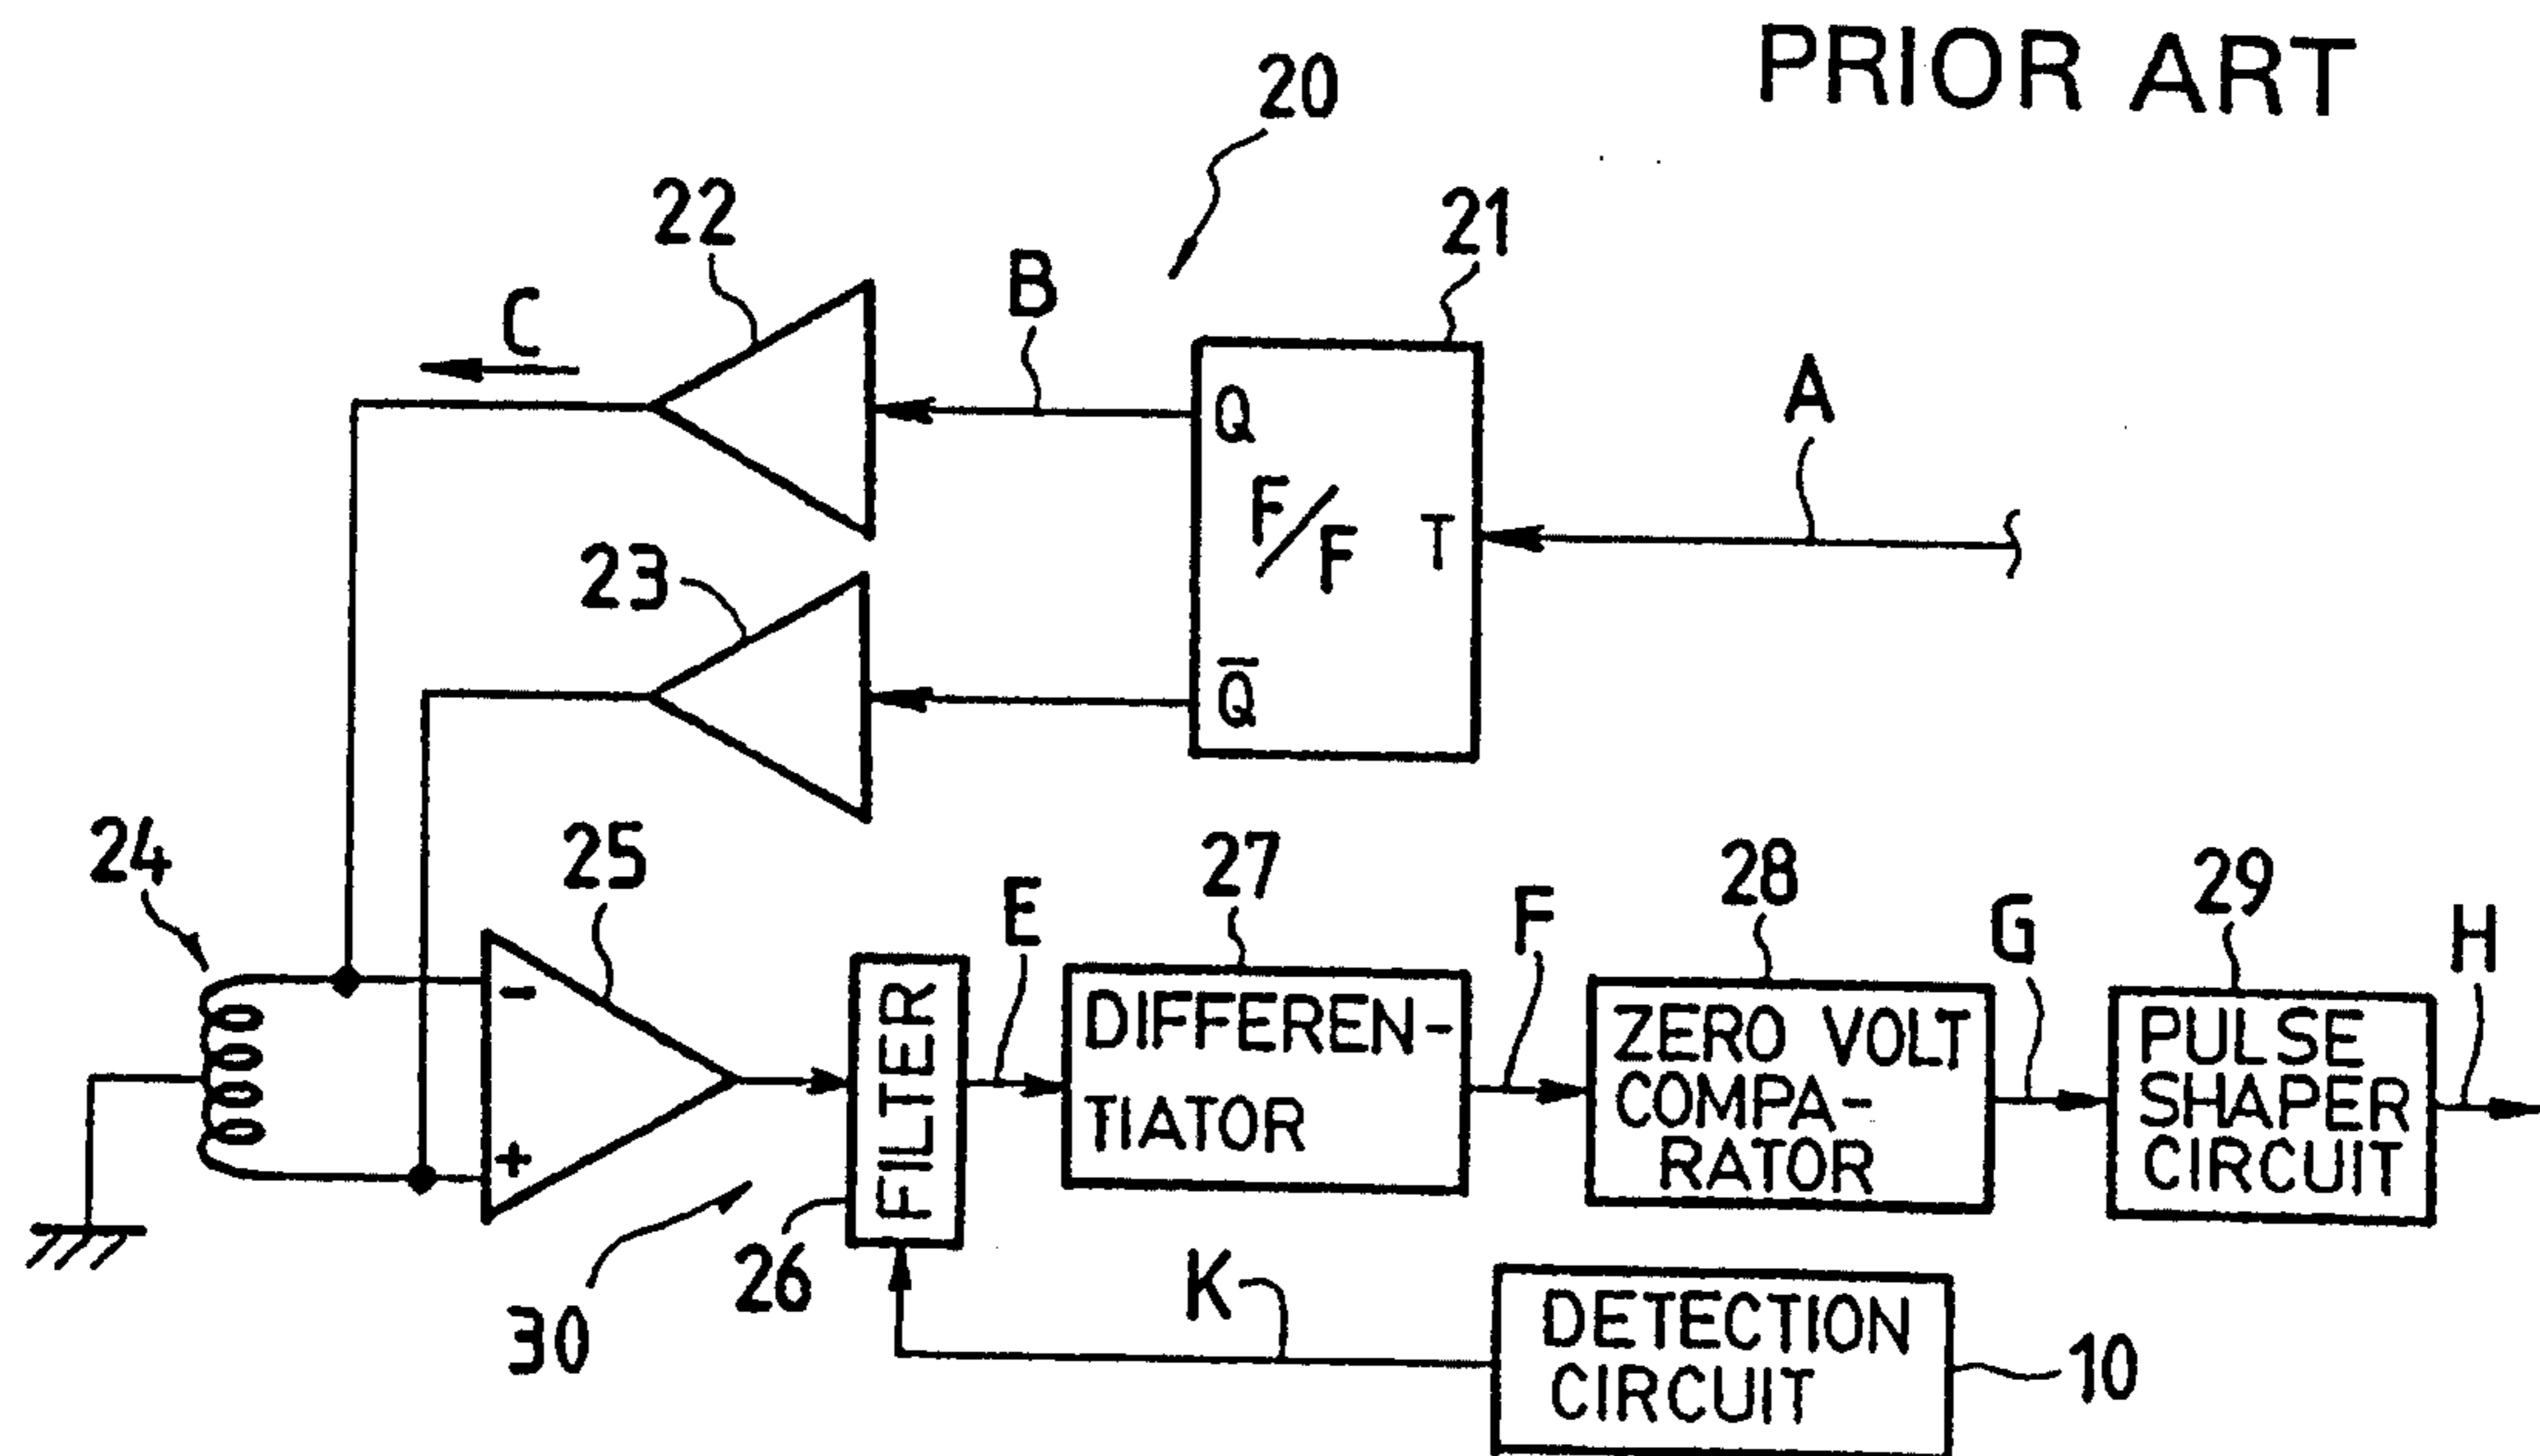 PRIOR ART
20
22
21
B
C
A
Q
F/F
T
23
Q̅
24
25
27
28
29
E
F
G
H
-
+
FILTER
DIFFEREN-
TIATOR
ZERO VOLT
COMPA-
RATOR
PULSE
SHAPER
CIRCUIT
26
30
K
DETECTION
CIRCUIT
10